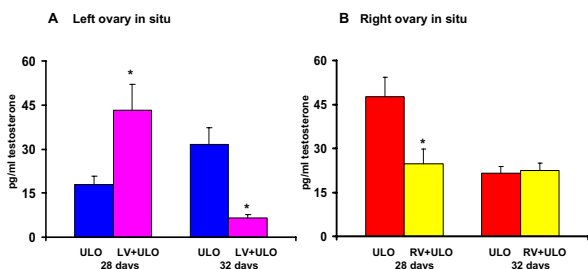 A Left ovary in situ
pg/ml testosterone
60
45
30
15
0
*
*
ULO LV+ULO ULO LV+ULO
28 days 32 days
B Right ovary in situ
pg/ml testosterone
60
45
30
15
0
*
ULO RV+ULO ULO RV+ULO
28 days 32 days